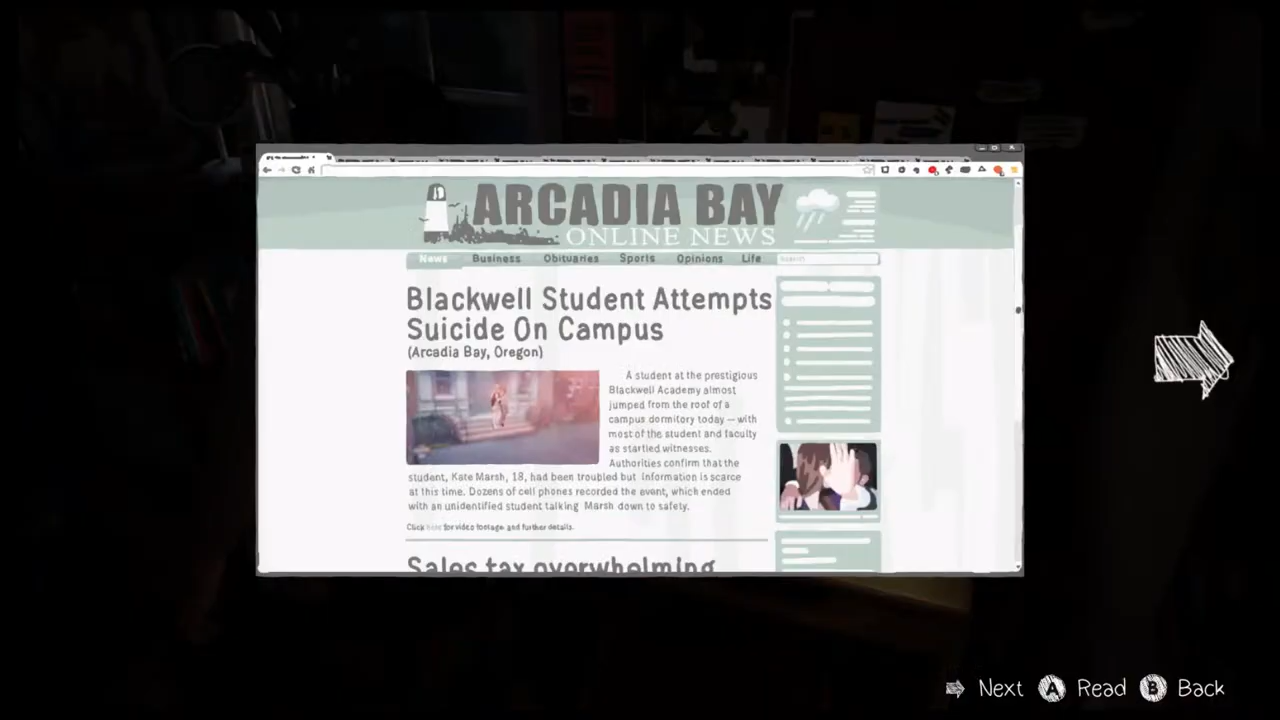 ARCADIA BAY
ONLINE NEWS
News Business Obituaries Sports Opinions Life Search
Blackwell Student Attempts
Suicide On Campus
(Arcadia Bay, Oregon)
A student at the prestigious
Blackwell Academy almost
jumped from the roof of a
campus dormitory today — with
most of the student and faculty
as startled witnesses.
Authorities confirm that the
student, Kate Marsh, 18, had been troubled but information is scarce
at this time. Dozens of cell phones recorded the event, which ended
with an unidentified student talking Marsh down to safety.
Click here for video footage and further details.
Sales tax overwhelming
Next A Read B Back